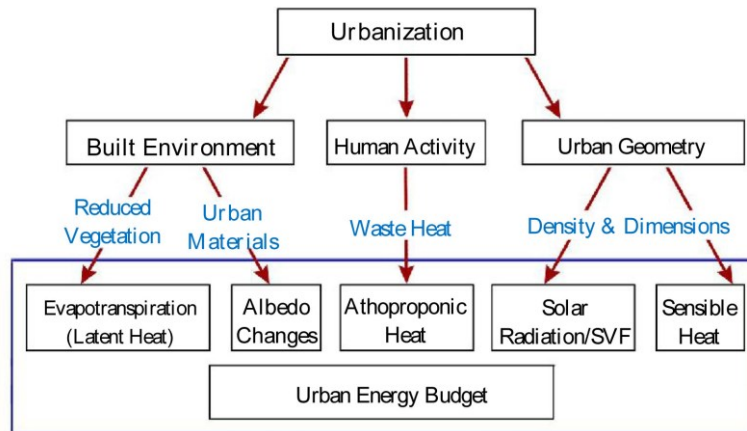 Urbanization
Built Environment
Human Activity
Urban Geometry
Reduced
Vegetation
Urban
Materials
Waste Heat
Density & Dimensions
Evapotranspiration
(Latent Heat)
Albedo
Changes
Athoproponic
Heat
Solar
Radiation/SVF
Sensible
Heat
Urban Energy Budget